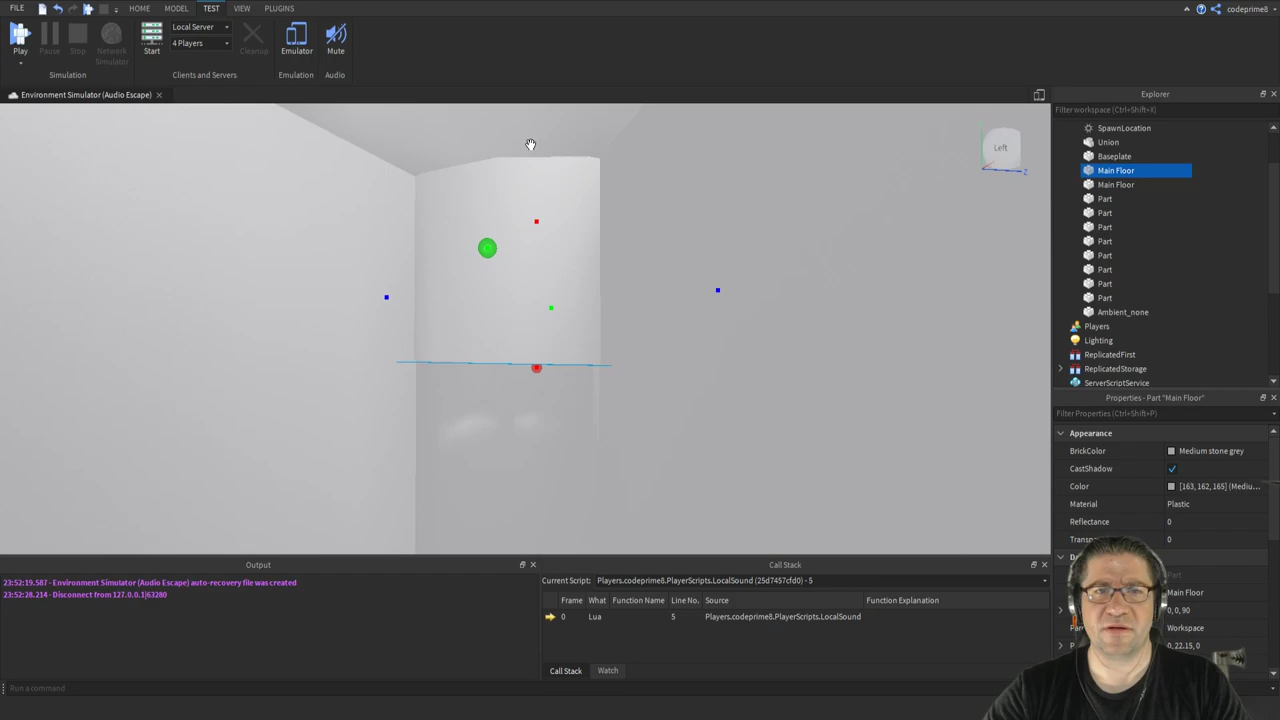 FILE HOME MODEL TEST VIEW PLUGINS codeprime8
Play Pause Stop Network Simulator Start Local Server 4 Players Cleanup Emulator Mute
Simulation Clients and Servers Emulation Audio
Environment Simulator (Audio Escape)
Left
Z
Explorer
Filter workspace (Ctrl+Shift+X)
SpawnLocation
Union
Baseplate
Main Floor
Main Floor
Part
Part
Part
Part
Part
Part
Part
Part
Ambient_none
Players
Lighting
ReplicatedFirst
ReplicatedStorage
ServerScriptService
Properties - Part "Main Floor"
Filter Properties (Ctrl+Shift+P)
Appearance
BrickColor Medium stone grey
CastShadow
Color [163, 162, 165] (Mediu...
Material Plastic
Reflectance 0
Transp 0
Part
Main Floor
0, 0, 90
Workspace
0, 22.15, 0
Output
23:52:19.587 - Environment Simulator (Audio Escape) auto-recovery file was created
23:52:28.214 - Disconnect from 127.0.0.1|63280
Call Stack
Current Script: Players.codeprime8.PlayerScripts.LocalSound (25d7457cfd0) - 5
Frame What Function Name Line No. Source Function Explanation
0 Lua 5 Players.codeprime8.PlayerScripts.LocalSound
Call Stack Watch
Run a command